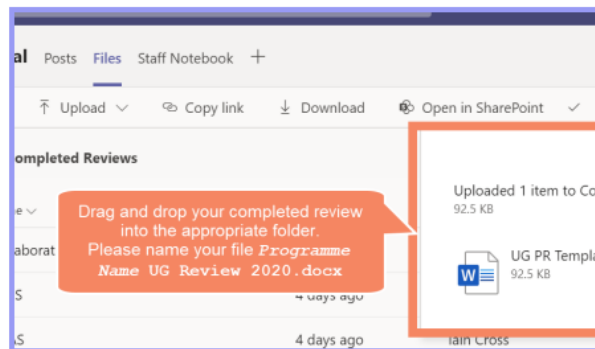 al Posts Files Staff Notebook +
Upload Copy link Download Open in SharePoint
ompleted Reviews
Uploaded 1 item to Co
92.5 KB
e
Drag and drop your completed review
into the appropriate folder.
Please name your file Programme
Name UG Review 2020.docx
aborat
UG PR Templa
92.5 KB
W
S 4 days ago
AS 4 days ago Iain Cross